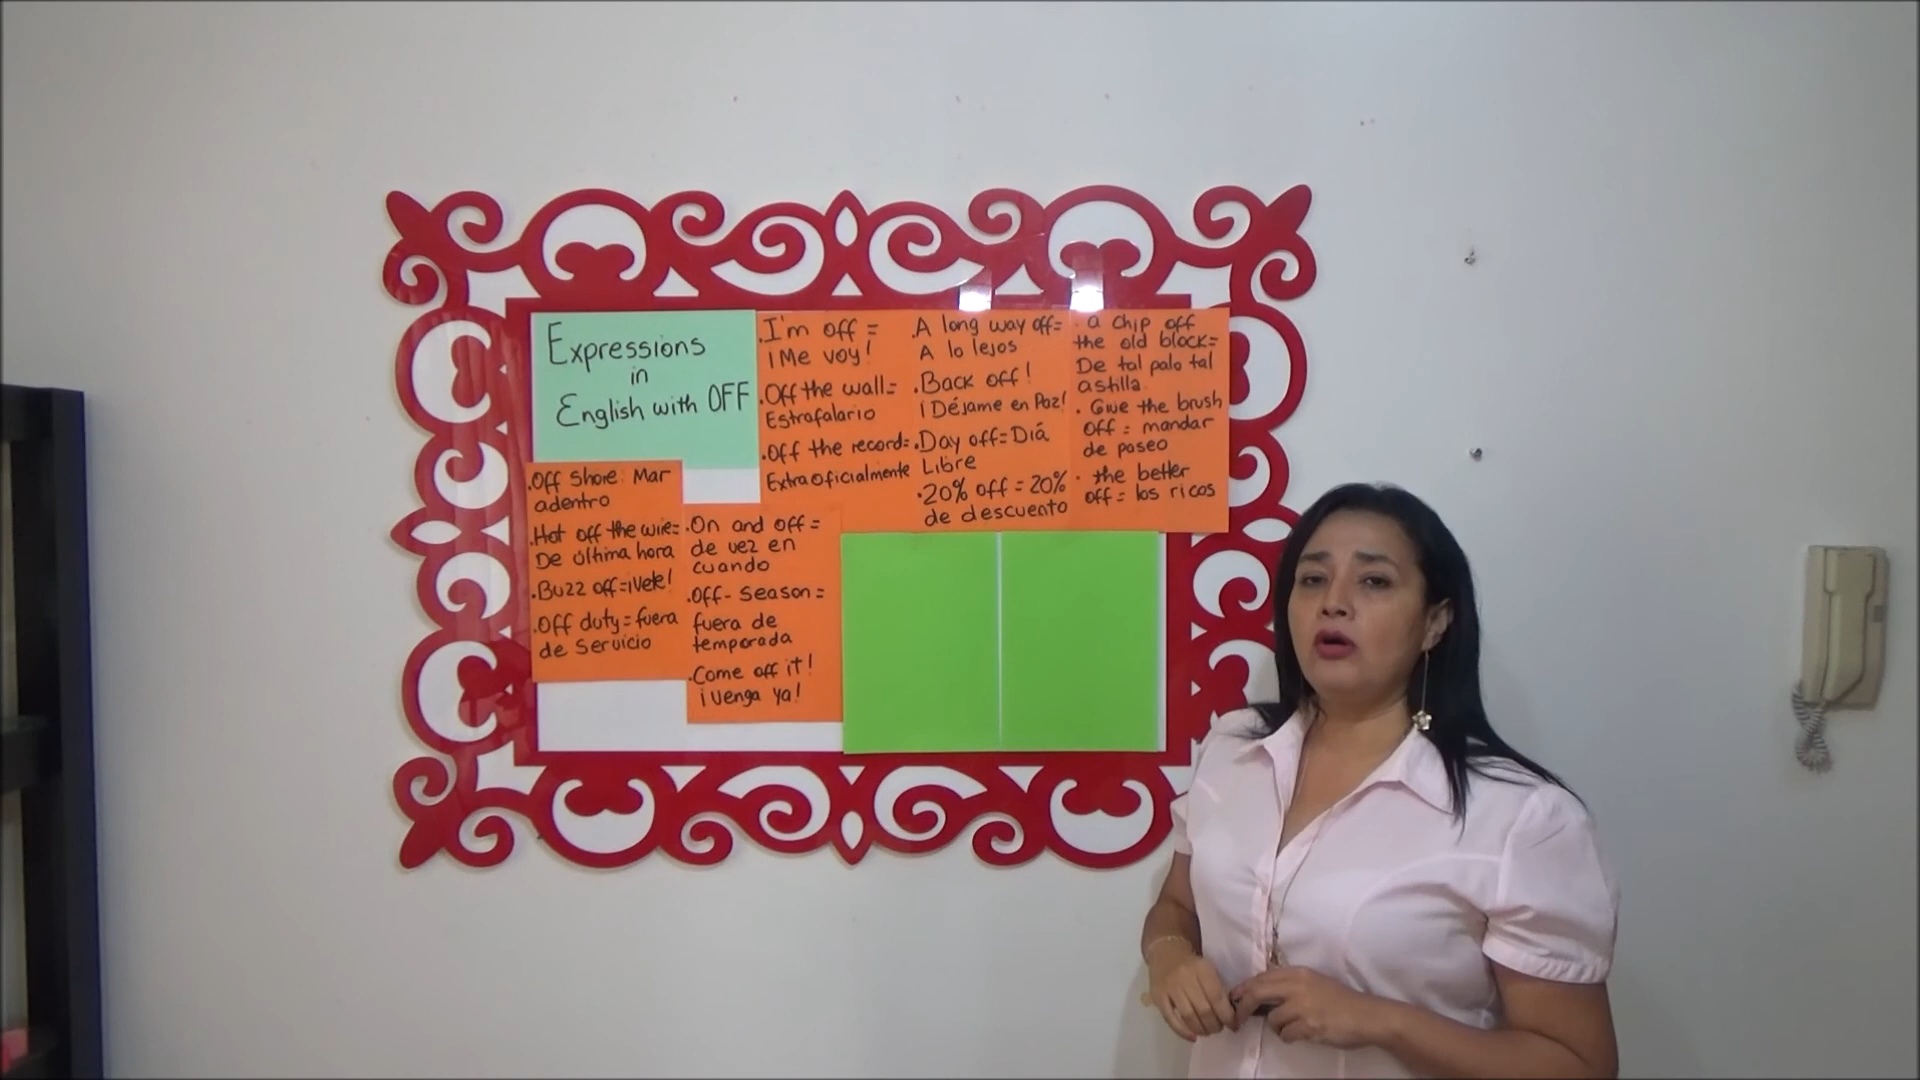 Expressions
in
English with OFF
.I'm off =
¡Me voy!
.Off the wall=
Estrafalario
.Off the record=
Extraoficialmente
.A long way off=
A lo lejos
.Back off!
¡Déjame en Paz!
.Day off=Diá
Libre
.20% off = 20%
de descuento
. a chip off
the old block=
De tal palo tal
astilla.
. Give the brush
off = mandar
de paseo
. the better
off = los ricos
.Off Shore: Mar
adentro
.Hot off the wire=
De última hora
.Buzz off=¡Vete!
.Off duty=fuera
de Servicio
.On and off =
de vez en
cuando
.Off-Season =
fuera de
temporada
.Come off it!
¡Venga ya!